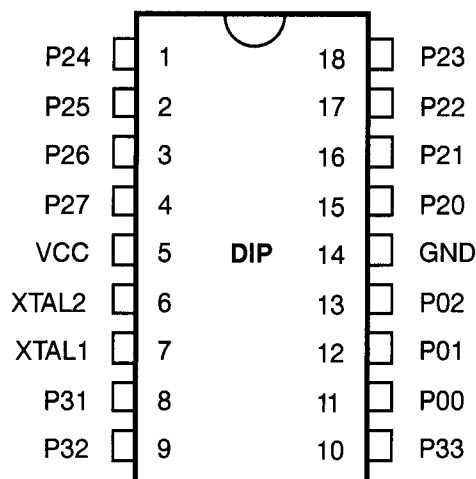 P24 1 18 P23
P25 2 17 P22
P26 3 16 P21
P27 4 15 P20
VCC 5 DIP 14 GND
XTAL2 6 13 P02
XTAL1 7 12 P01
P31 8 11 P00
P32 9 10 P33